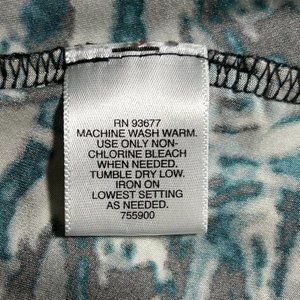 RN 93677
MACHINE WASH WARM.
USE ONLY NON-
CHLORINE BLEACH
WHEN NEEDED.
TUMBLE DRY LOW.
IRON ON
LOWEST SETTING
AS NEEDED.
755900